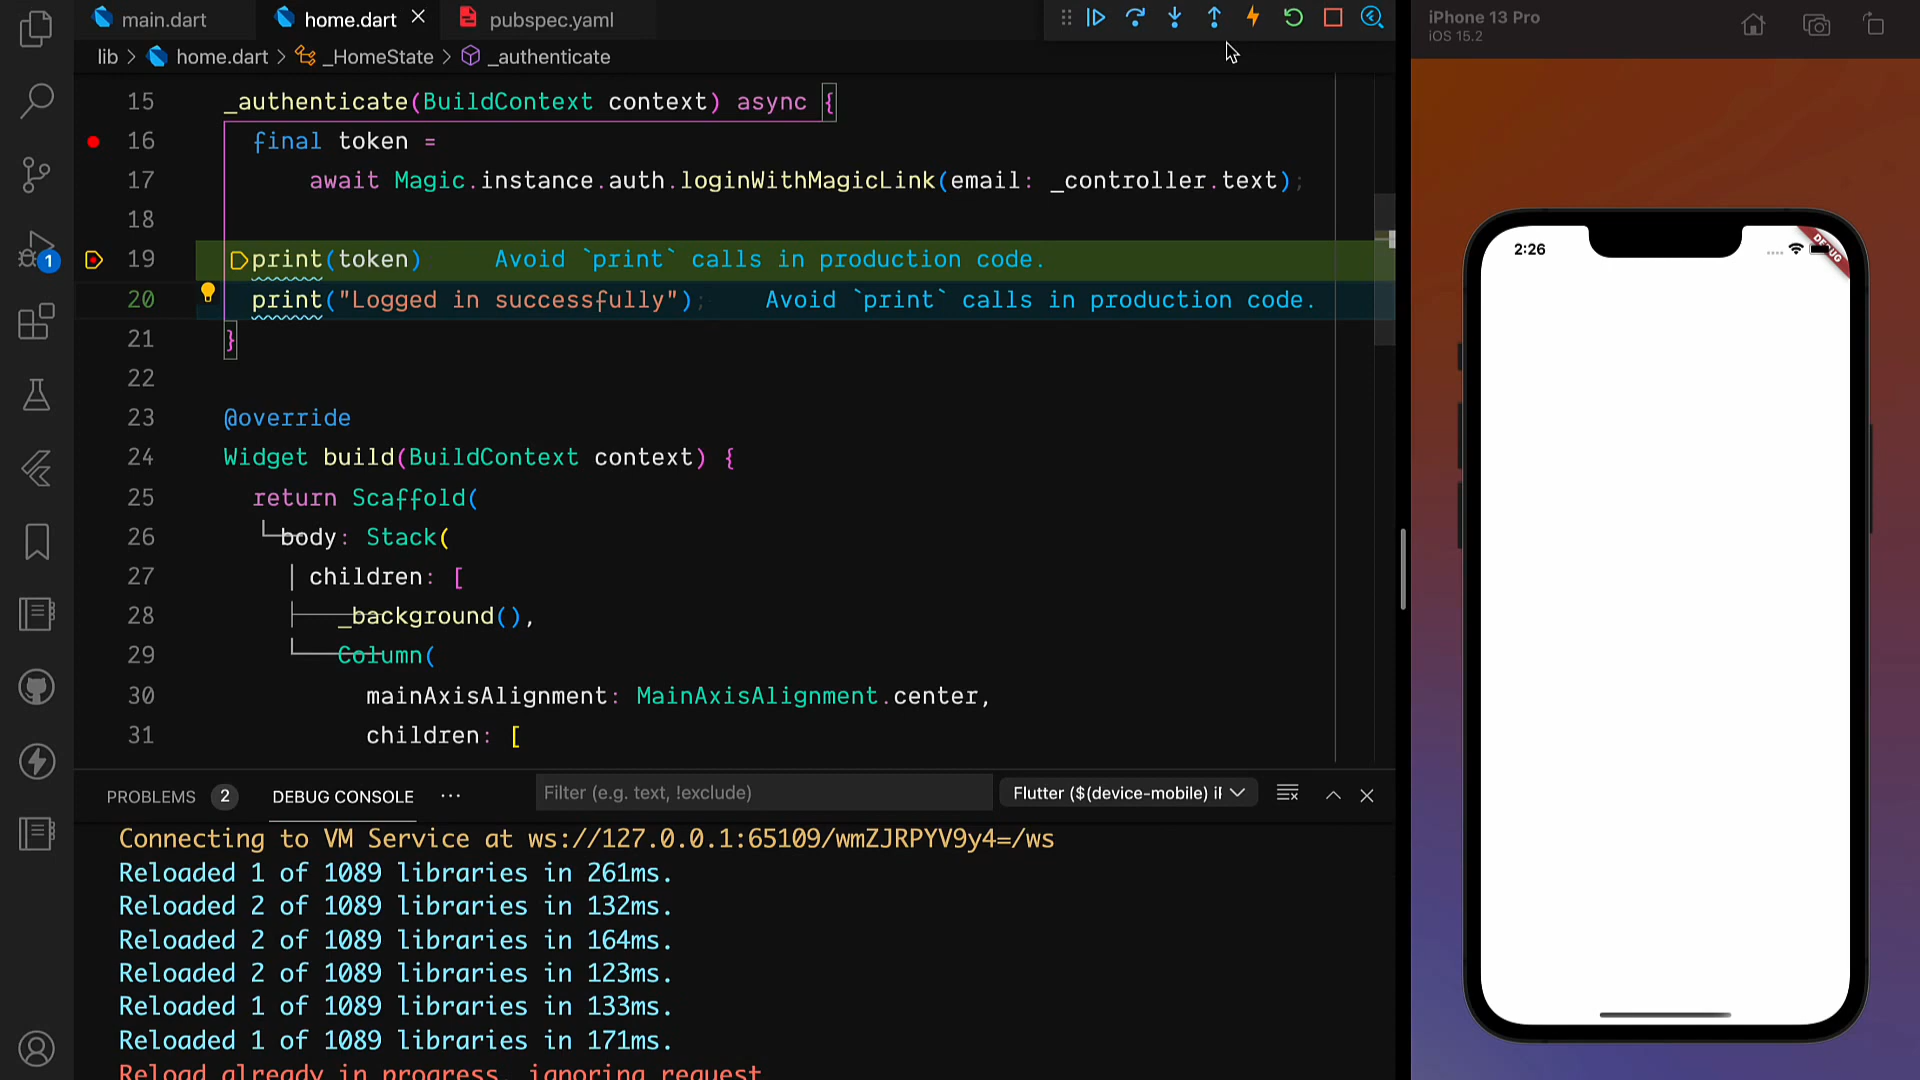 main.dart
home.dart
pubspec.yaml
lib > home.dart > _HomeState > _authenticate
15 _authenticate(BuildContext context) async {
16 final token =
17 await Magic.instance.auth.loginWithMagicLink(email: _controller.text);
18
19 print(token) Avoid `print` calls in production code.
20 print("Logged in successfully"); Avoid `print` calls in production code.
21 }
22
23 @override
24 Widget build(BuildContext context) {
25 return Scaffold(
26 body: Stack(
27 children: [
28 _background(),
29 Column(
30 mainAxisAlignment: MainAxisAlignment.center,
31 children: [
1
PROBLEMS 2 DEBUG CONSOLE ··· Filter (e.g. text, !exclude) Flutter ($(device-mobile) iF
Connecting to VM Service at ws://127.0.0.1:65109/wmZJRPYV9y4=/ws
Reloaded 1 of 1089 libraries in 261ms.
Reloaded 2 of 1089 libraries in 132ms.
Reloaded 2 of 1089 libraries in 164ms.
Reloaded 2 of 1089 libraries in 123ms.
Reloaded 1 of 1089 libraries in 133ms.
Reloaded 1 of 1089 libraries in 171ms.
Reload already in progress, ignoring request
iPhone 13 Pro
iOS 15.2
2:26
DEBUG